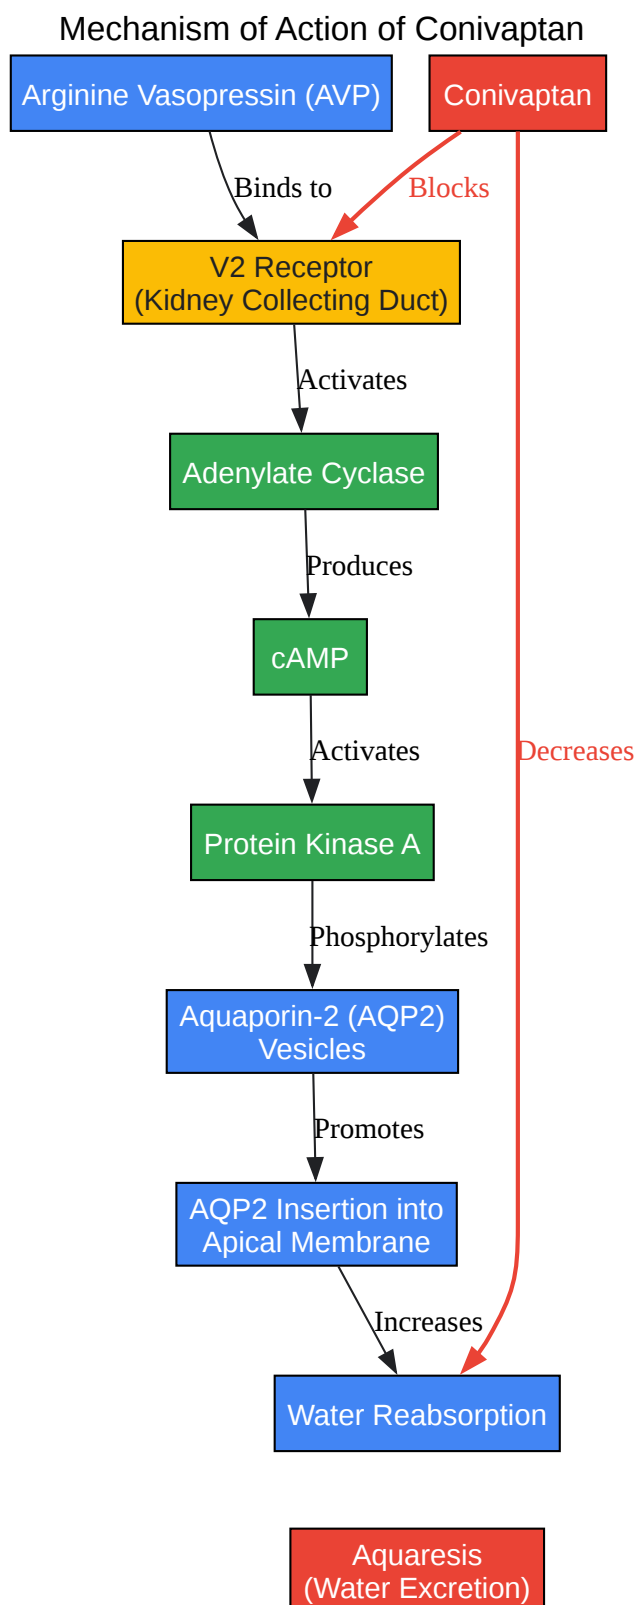 Mechanism of Action of Conivaptan
Arginine Vasopressin (AVP)
Conivaptan
Binds to
Blocks
V2 Receptor
(Kidney Collecting Duct)
Activates
Adenylate Cyclase
Produces
cAMP
Activates
Decreases
Protein Kinase A
Phosphorylates
Aquaporin-2 (AQP2)
Vesicles
Promotes
AQP2 Insertion into
Apical Membrane
Increases
Water Reabsorption
Aquaresis
(Water Excretion)